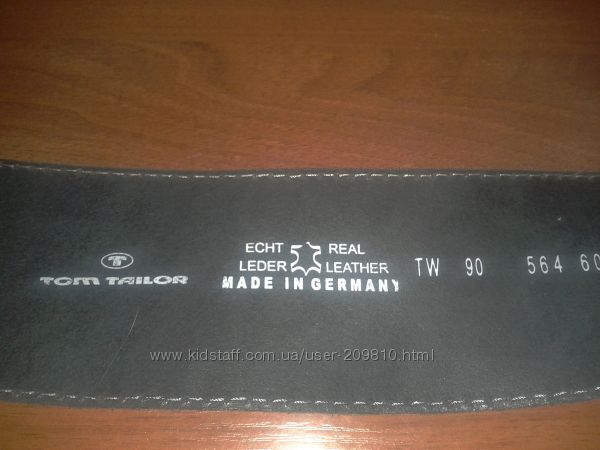 T
TOM TAILOR
ECHT REAL
LEDER LEATHER
MADE IN GERMANY
TW 90 564 60
www.kidstaff.com.ua/user-209810.html